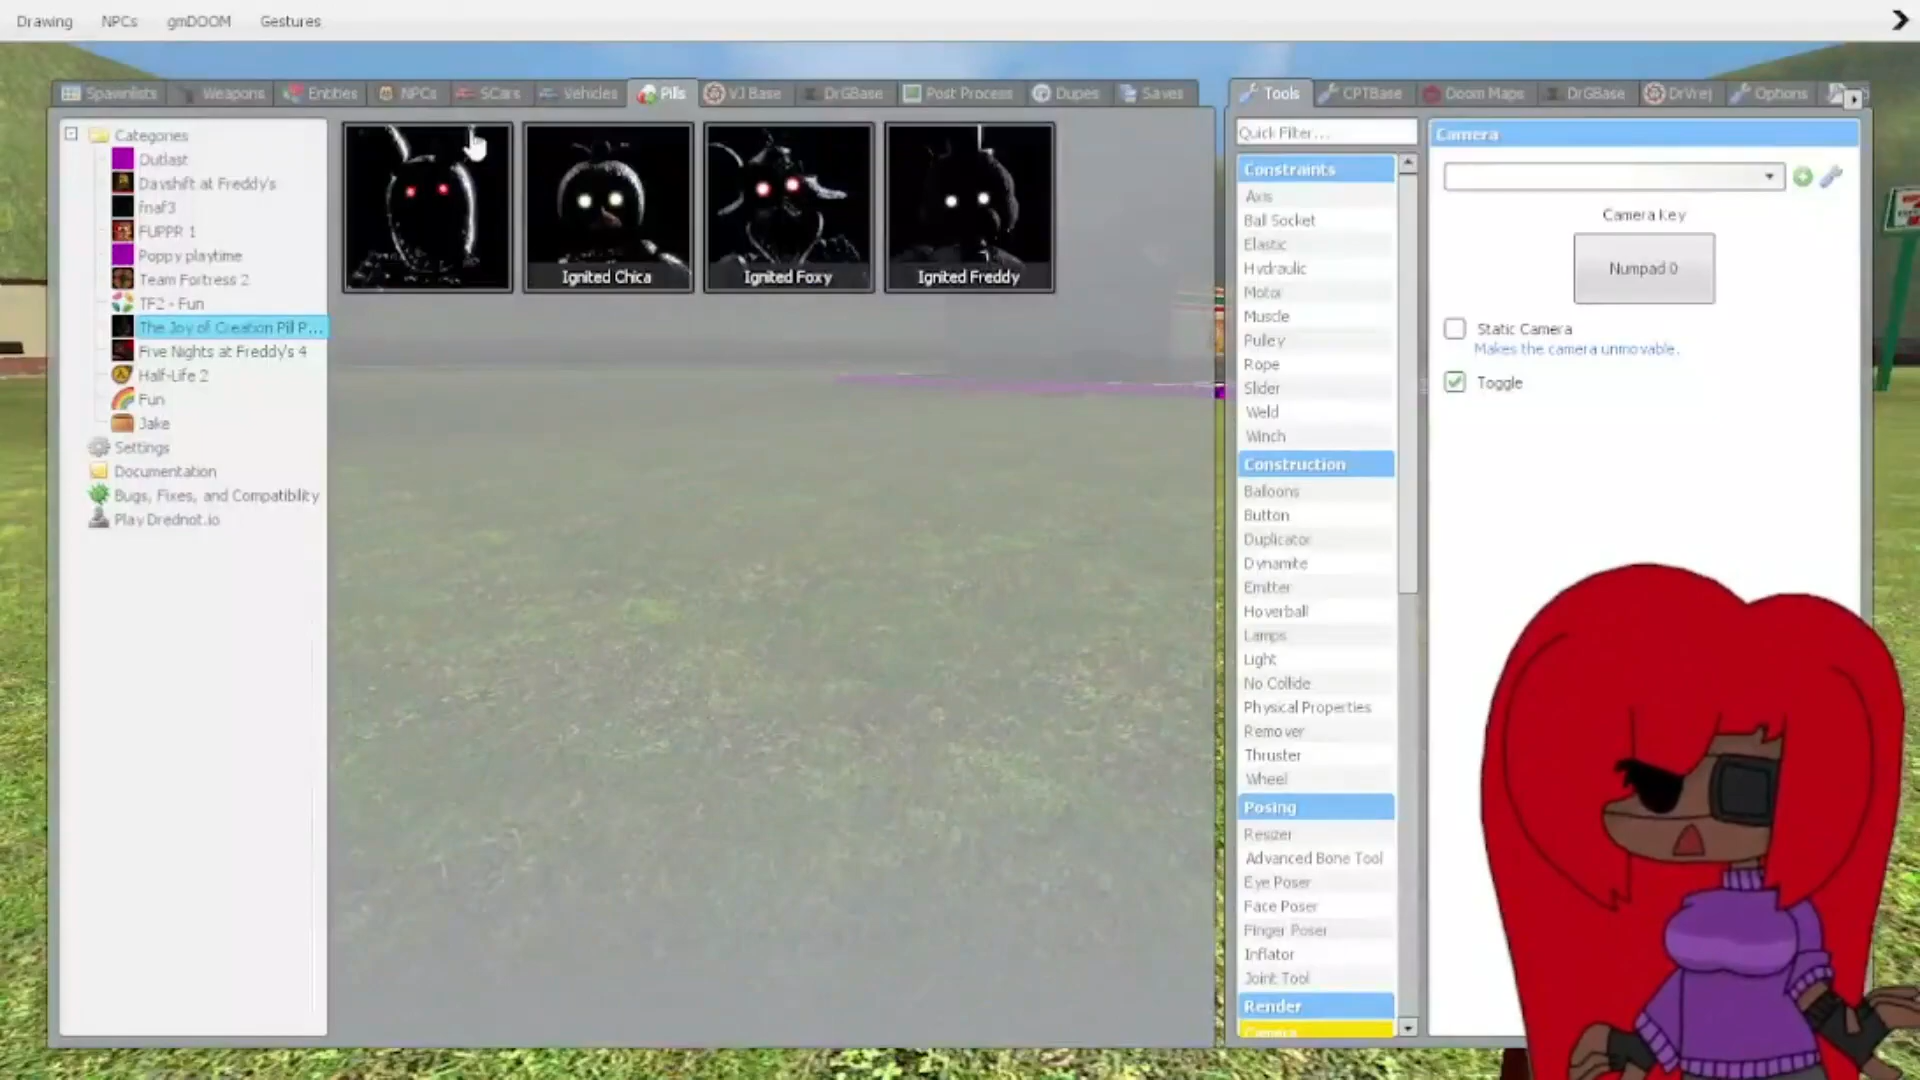 Drawing NPCs gmDOOM Gestures
Spawnlists Weapons Entities NPCs SCars Vehicles Pills VJ Base DrGBase Post Process Dupes Saves
Categories
Outlast
Dayshift at Freddy's
fnaf3
FUPPR 1
Poppy playtime
Team Fortress 2
TF2 - Fun
The Joy of Creation Pill P...
Five Nights at Freddy's 4
Half-Life 2
Fun
Jake
Settings
Documentation
Bugs, Fixes, and Compatibility
Play Drednot.io
Ignited Chica
Ignited Foxy
Ignited Freddy
Tools CPTBase Doom Maps DrGBase DrVrej Options
Quick Filter...
Constraints
Axis
Ball Socket
Elastic
Hydraulic
Motor
Muscle
Pulley
Rope
Slider
Weld
Winch
Construction
Balloons
Button
Duplicator
Dynamite
Emitter
Hoverball
Lamps
Light
No Collide
Physical Properties
Remover
Thruster
Wheel
Posing
Resizer
Advanced Bone Tool
Eye Poser
Face Poser
Finger Poser
Inflator
Joint Tool
Render
Camera
Camera
Camera Key
Numpad 0
Static Camera
Makes the camera unmovable.
Toggle